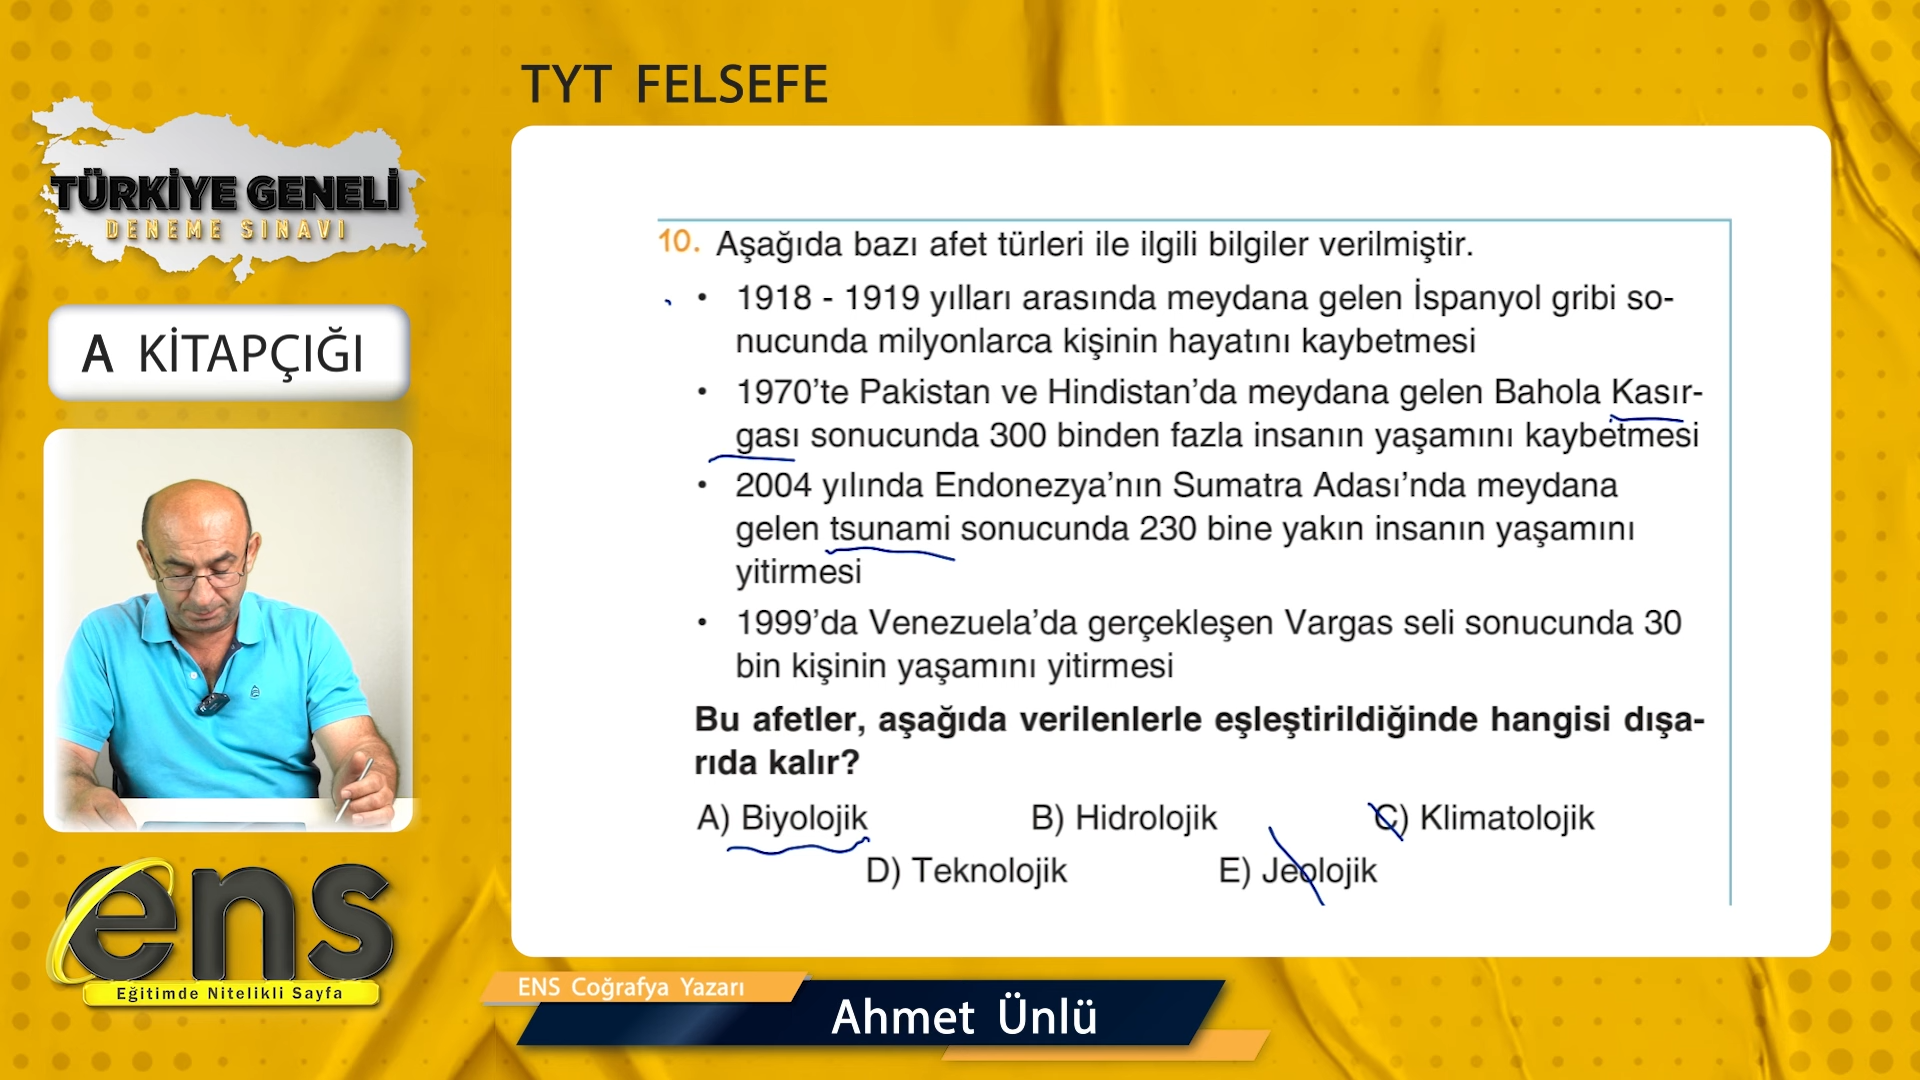 TYT FELSEFE
TÜRKİYE GENELİ
DENEME SINAVI
A KİTAPÇIĞI
10. Aşağıda bazı afet türleri ile ilgili bilgiler verilmiştir.
• 1918 - 1919 yılları arasında meydana gelen İspanyol gribi so-
nucunda milyonlarca kişinin hayatını kaybetmesi
• 1970'te Pakistan ve Hindistan'da meydana gelen Bahola Kasır-
gası sonucunda 300 binden fazla insanın yaşamını kaybetmesi
• 2004 yılında Endonezya'nın Sumatra Adası'nda meydana
gelen tsunami sonucunda 230 bine yakın insanın yaşamını
yitirmesi
• 1999'da Venezuela'da gerçekleşen Vargas seli sonucunda 30
bin kişinin yaşamını yitirmesi
Bu afetler, aşağıda verilenlerle eşleştirildiğinde hangisi dışa-
rıda kalır?
A) Biyolojik B) Hidrolojik C) Klimatolojik
D) Teknolojik E) Jeolojik
ens
Eğitimde Nitelikli Sayfa
ENS Coğrafya Yazarı
Ahmet Ünlü